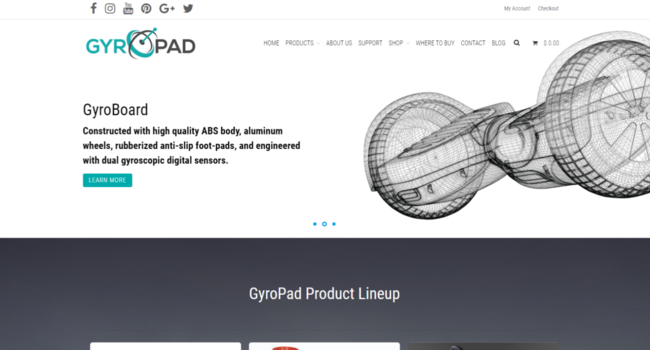 My Account Checkout
GYROPAD
HOME PRODUCTS ABOUT US SUPPORT SHOP WHERE TO BUY CONTACT BLOG $ 0.00
GyroBoard
Constructed with high quality ABS body, aluminum
wheels, rubberized anti-slip foot-pads, and engineered
with dual gyroscopic digital sensors.
LEARN MORE
GyroPad Product Lineup